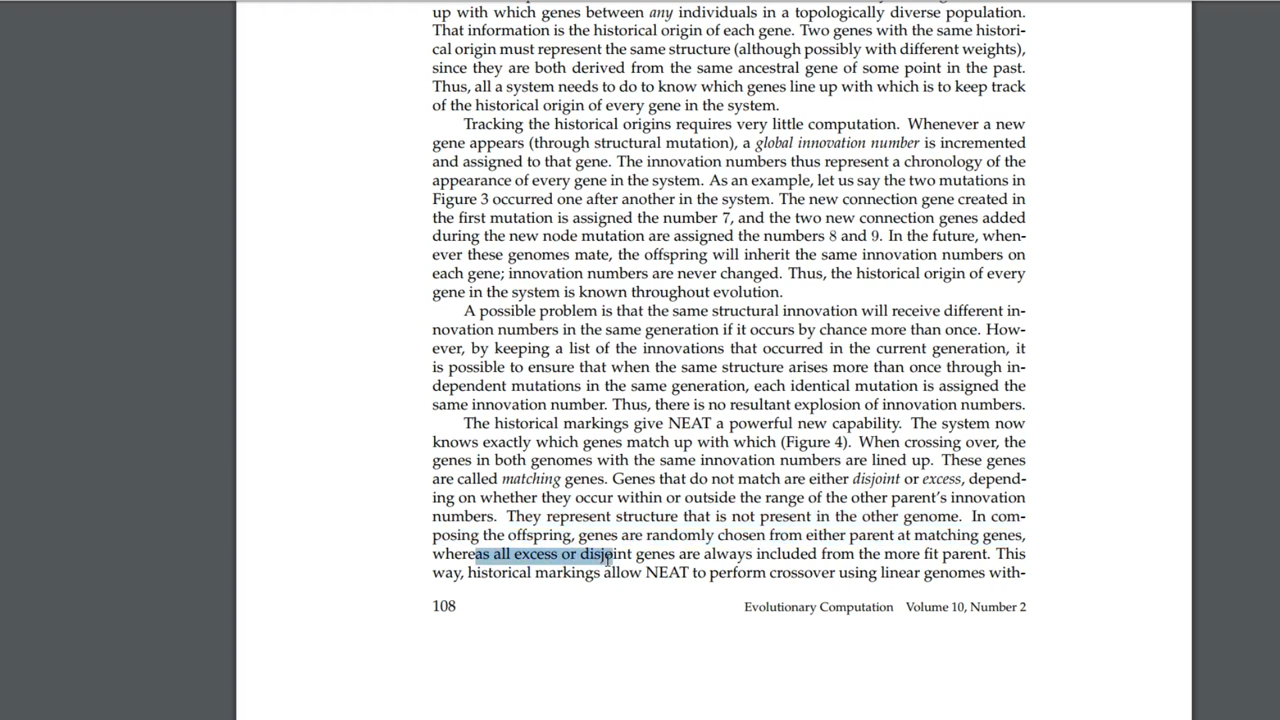 up with which genes between any individuals in a topologically diverse population.
That information is the historical origin of each gene. Two genes with the same histori-
cal origin must represent the same structure (although possibly with different weights),
since they are both derived from the same ancestral gene of some point in the past.
Thus, all a system needs to do to know which genes line up with which is to keep track
of the historical origin of every gene in the system.
Tracking the historical origins requires very little computation. Whenever a new
gene appears (through structural mutation), a global innovation number is incremented
and assigned to that gene. The innovation numbers thus represent a chronology of the
appearance of every gene in the system. As an example, let us say the two mutations in
Figure 3 occurred one after another in the system. The new connection gene created in
the first mutation is assigned the number 7, and the two new connection genes added
during the new node mutation are assigned the numbers 8 and 9. In the future, when-
ever these genomes mate, the offspring will inherit the same innovation numbers on
each gene; innovation numbers are never changed. Thus, the historical origin of every
gene in the system is known throughout evolution.
A possible problem is that the same structural innovation will receive different in-
novation numbers in the same generation if it occurs by chance more than once. How-
ever, by keeping a list of the innovations that occurred in the current generation, it
is possible to ensure that when the same structure arises more than once through in-
dependent mutations in the same generation, each identical mutation is assigned the
same innovation number. Thus, there is no resultant explosion of innovation numbers.
The historical markings give NEAT a powerful new capability. The system now
knows exactly which genes match up with which (Figure 4). When crossing over, the
genes in both genomes with the same innovation numbers are lined up. These genes
are called matching genes. Genes that do not match are either disjoint or excess, depend-
ing on whether they occur within or outside the range of the other parent's innovation
numbers. They represent structure that is not present in the other genome. In com-
posing the offspring, genes are randomly chosen from either parent at matching genes,
whereas all excess or disjoint genes are always included from the more fit parent. This
way, historical markings allow NEAT to perform crossover using linear genomes with-
108 Evolutionary Computation Volume 10, Number 2